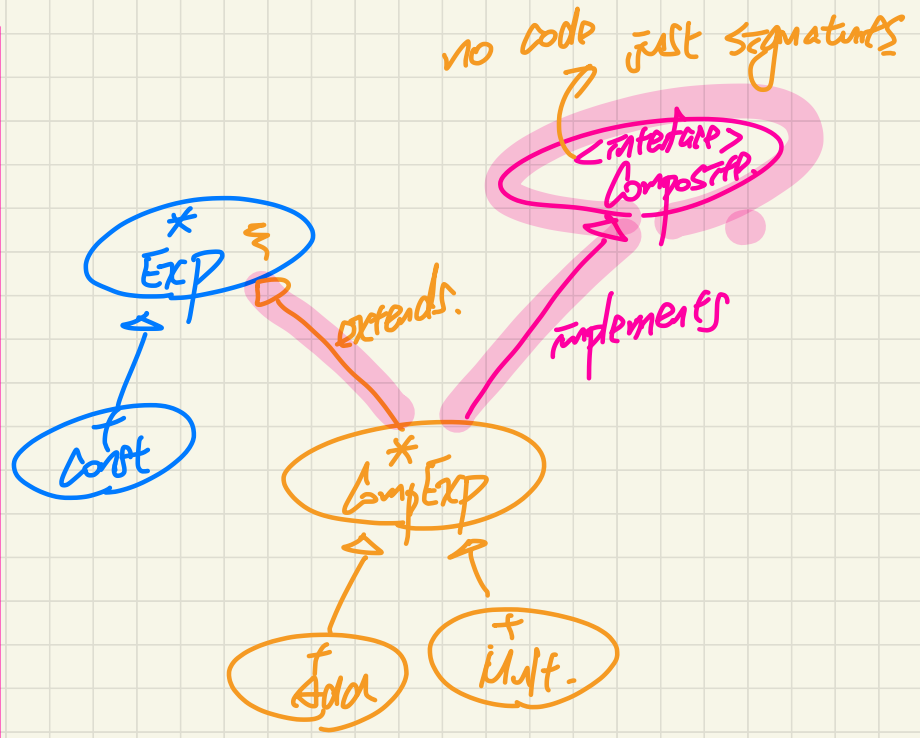 no code just signatures
<interface>
Composite
*
Exp
extends.
implements
+
Const
*
CompExp
+
Add
+
Mult.